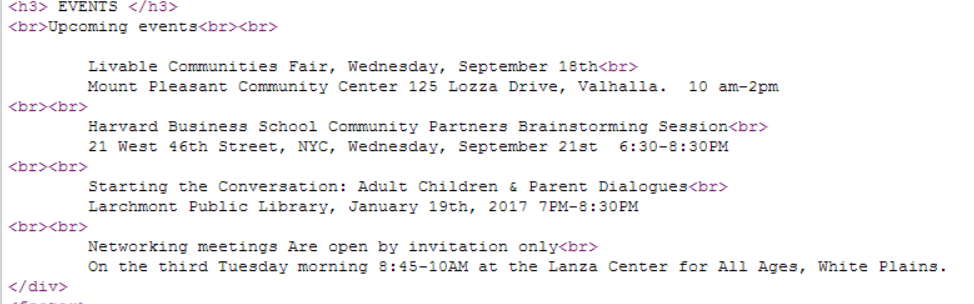 <h3> EVENTS </h3>
<br>Upcoming events<br><br>
Livable Communities Fair, Wednesday, September 18th<br>
Mount Pleasant Community Center 125 Lozza Drive, Valhalla.  10 am-2pm
<br><br>
Harvard Business School Community Partners Brainstorming Session<br>
21 West 46th Street, NYC, Wednesday, September 21st  6:30-8:30PM
<br><br>
Starting the Conversation: Adult Children & Parent Dialogues<br>
Larchmont Public Library, January 19th, 2017 7PM-8:30PM
<br><br>
Networking meetings Are open by invitation only<br>
On the third Tuesday morning 8:45-10AM at the Lanza Center for All Ages, White Plains.
</div>